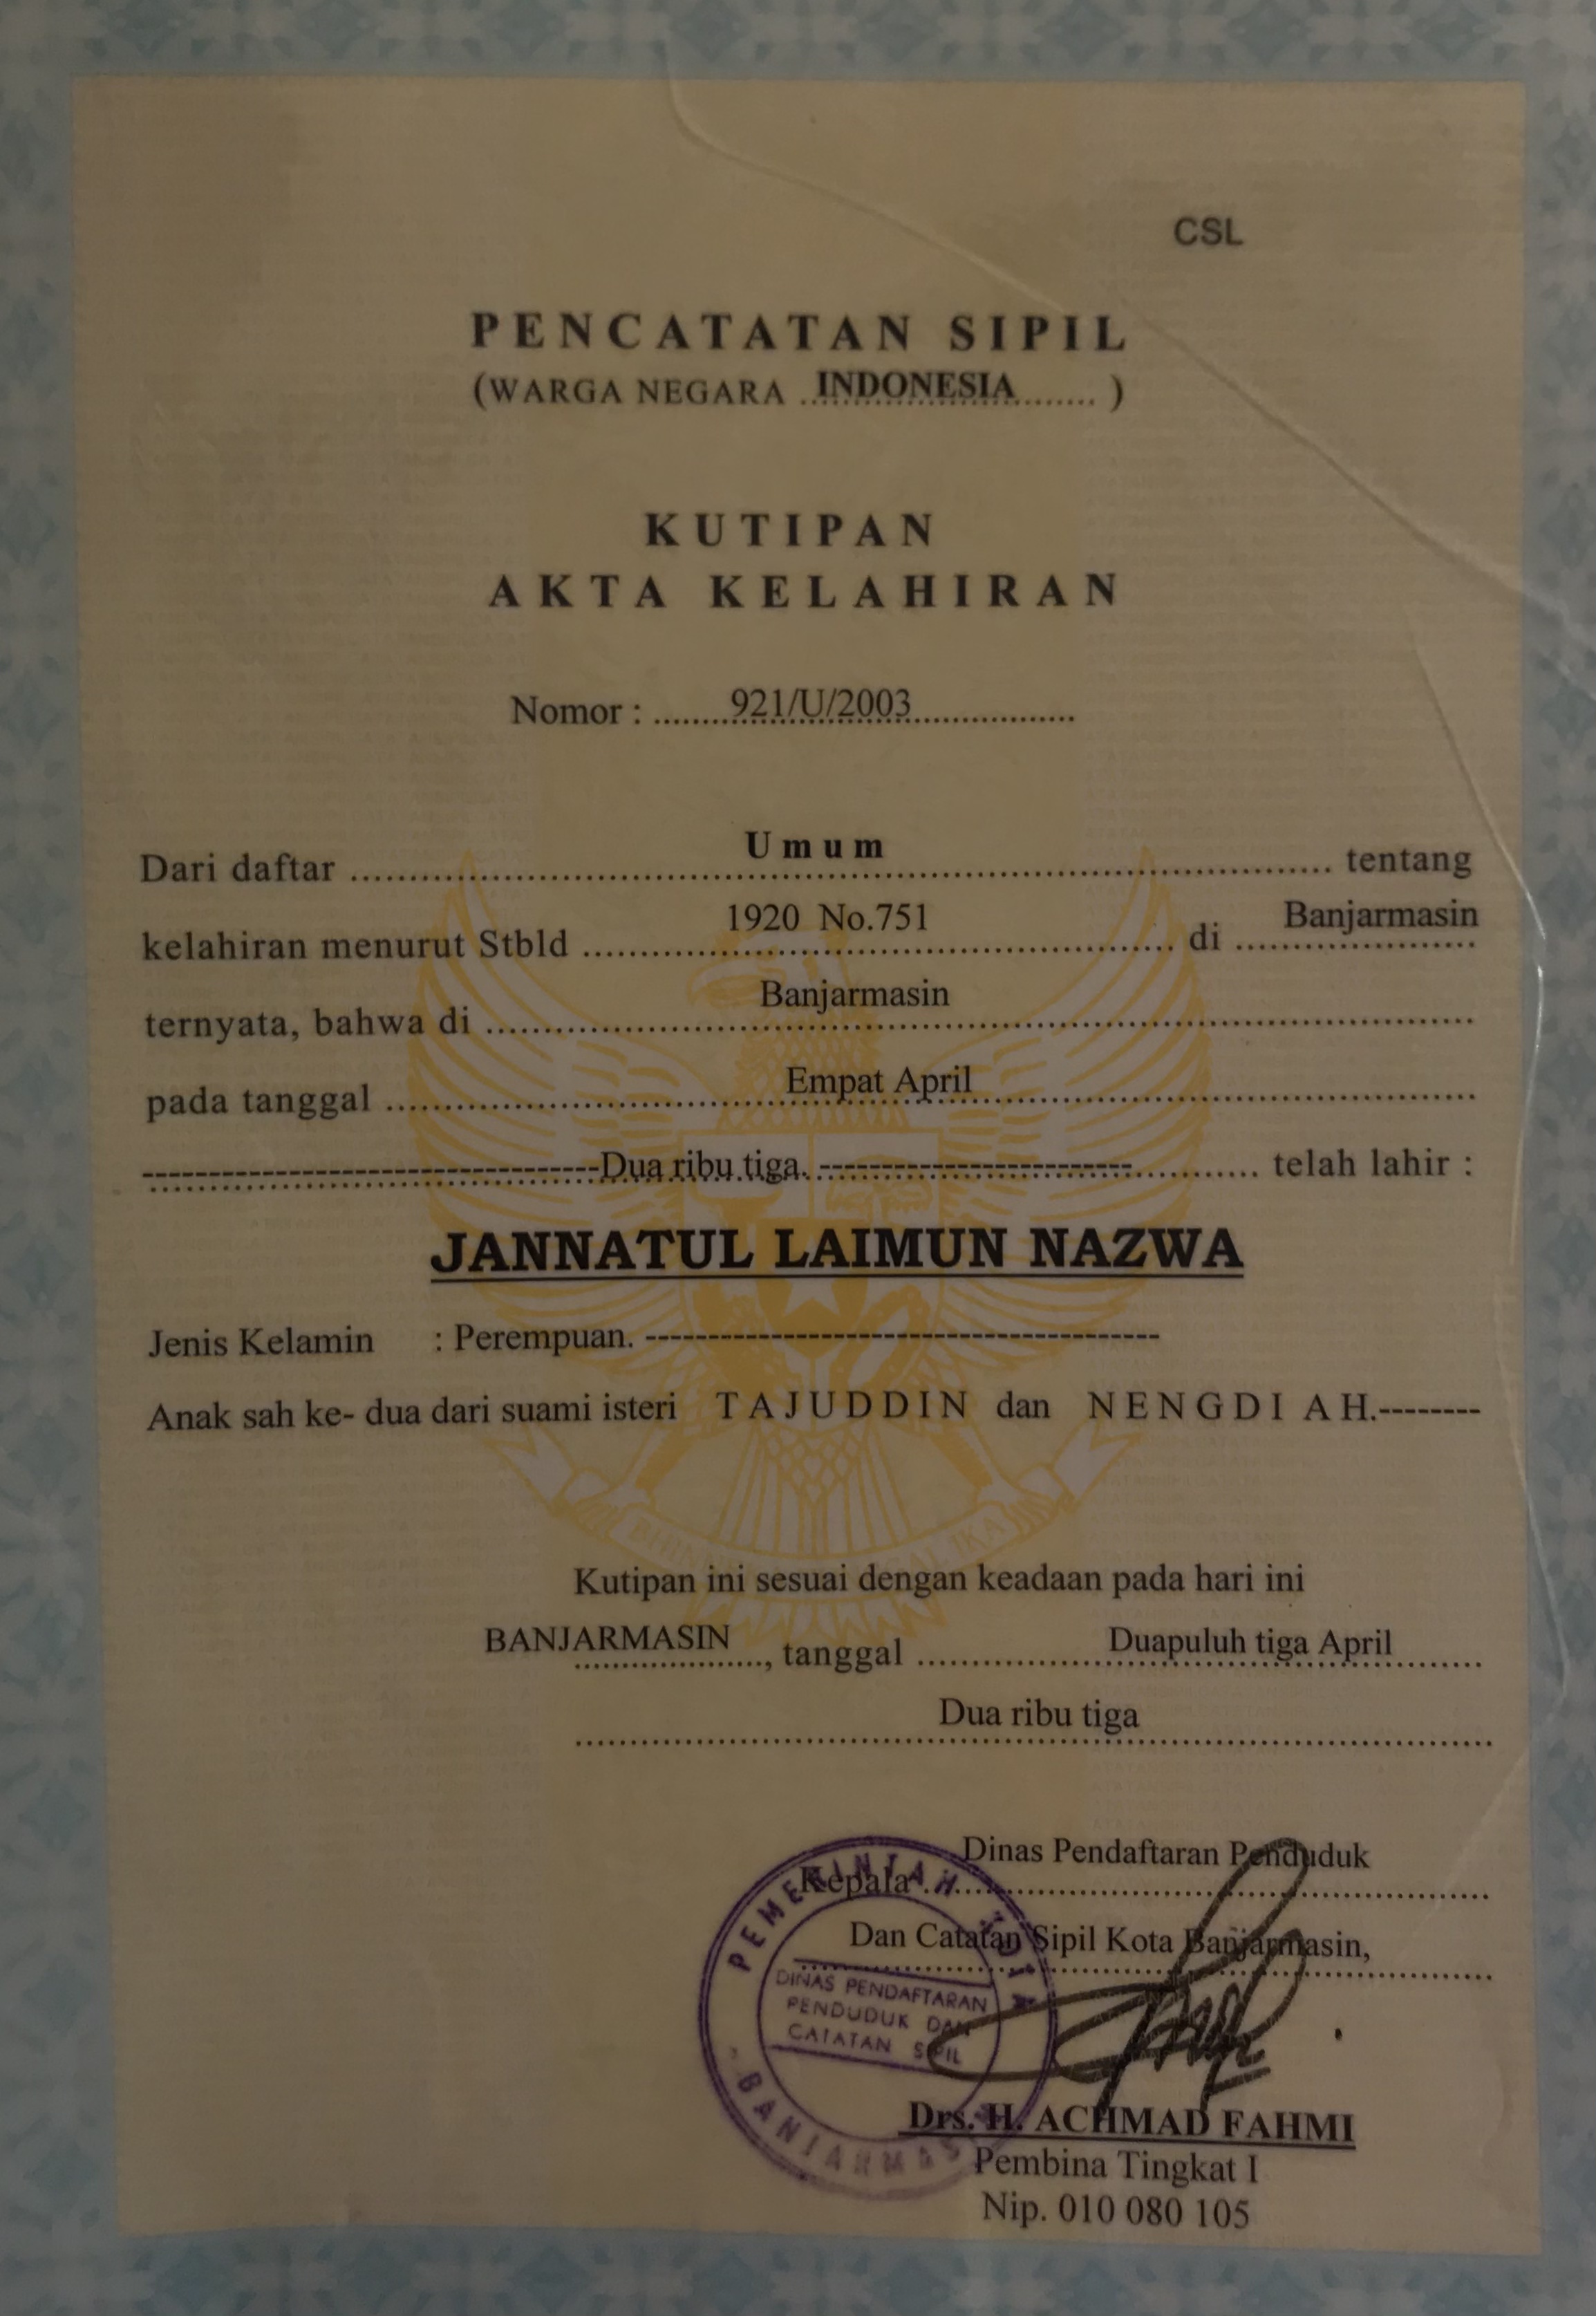 CSL
PENCATATAN SIPIL
(WARGA NEGARA ..INDONESIA........)
KUTIPAN
AKTA KELAHIRAN
Nomor : ........921/U/2003..................
Dari daftar .......... Umum .......... tentang
kelahiran menurut Stbld .......... 1920 No.751 .......... di .......... Banjarmasin
ternyata, bahwa di .......... Banjarmasin ..........
pada tanggal .......... Empat April ..........
----------Dua ribu tiga. ---------- .......... telah lahir :
JANNATUL LAIMUN NAZWA
Jenis Kelamin : Perempuan. ----------
Anak sah ke- dua dari suami isteri TAJUDDIN dan NENGDI AH.--------
Kutipan ini sesuai dengan keadaan pada hari ini
BANJARMASIN .........., tanggal .......... Duapuluh tiga April ..........
Dua ribu tiga
Dinas Pendaftaran Penduduk
Kepala ..........
Dan Catatan Sipil Kota Banjarmasin,
PEMERINTAH
DINAS PENDAFTARAN
PENDUDUK DAN
CATATAN SIPIL
BANJARMASIN
Drs. H. ACHMAD FAHMI
Pembina Tingkat I
Nip. 010 080 105